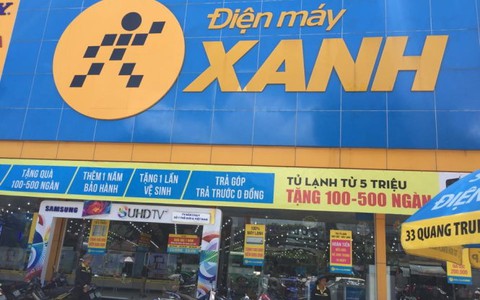 Điện máy
XANH
TẶNG QUÀ
100-500 NGÀN
THÊM 1 NĂM
BẢO HÀNH
TẶNG 1 LẦN
VỆ SINH
TRẢ GÓP
TRẢ TRƯỚC 0 ĐỒNG
TỦ LẠNH TỪ 5 TRIỆU
TẶNG 100-500 NGÀN
SAMSUNG
SUHDTV
33 QUANG TRU